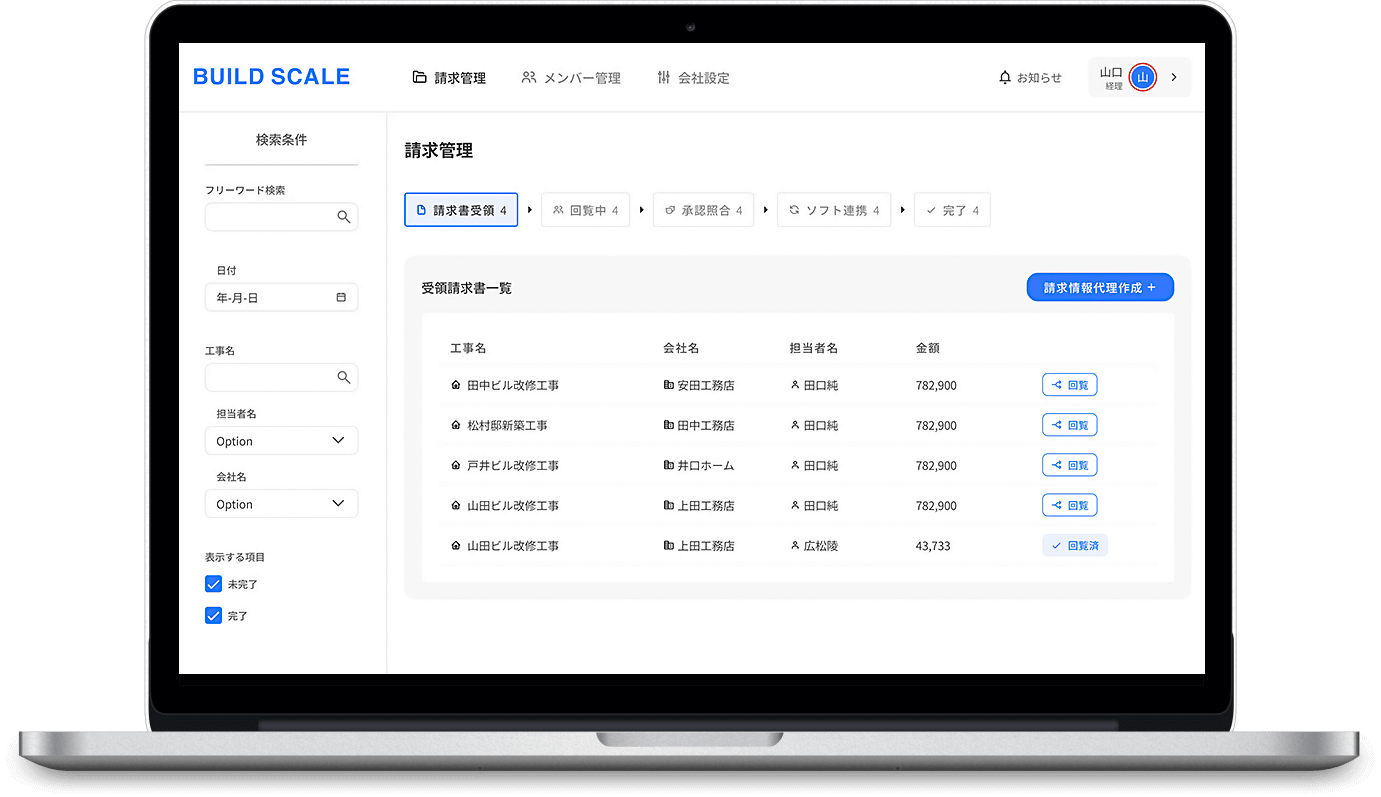 BUILD SCALE
請求管理
メンバー管理
会社設定
お知らせ
山口
経理
山
検索条件
フリーワード検索
日付
年-月-日
工事名
担当者名
Option
会社名
Option
表示する項目
未完了
完了
請求管理
請求書受領 4
回覧中 4
承認照合 4
ソフト連携 4
完了 4
受領請求書一覧
請求情報代理作成 +
工事名 会社名 担当者名 金額
田中ビル改修工事 安田工務店 田口純 782,900 回覧
松村邸新築工事 田中工務店 田口純 782,900 回覧
戸井ビル改修工事 井口ホーム 田口純 782,900 回覧
山田ビル改修工事 上田工務店 田口純 782,900 回覧
山田ビル改修工事 上田工務店 広松陵 43,733 回覧済